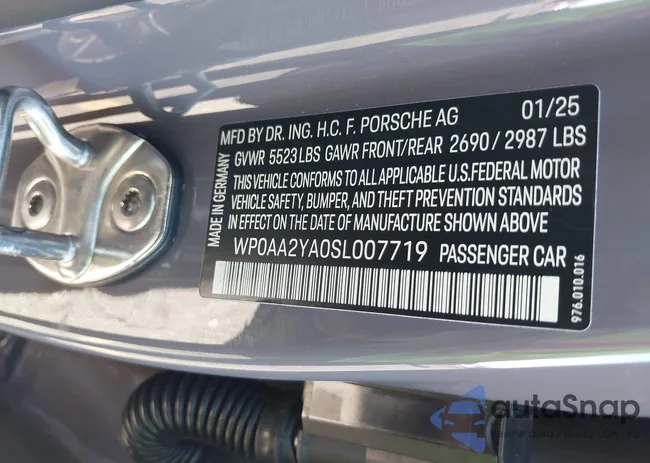 MFD BY DR. ING. H.C. F. PORSCHE AG 01/25
GVWR 5523 LBS GAWR FRONT/REAR 2690 / 2987 LBS
THIS VEHICLE CONFORMS TO ALL APPLICABLE U.S. FEDERAL MOTOR
VEHICLE SAFETY, BUMPER, AND THEFT PREVENTION STANDARDS
IN EFFECT ON THE DATE OF MANUFACTURE SHOWN ABOVE
WP0AA2YA0SL007719 PASSENGER CAR
MADE IN GERMANY
976.010.016
autoSnap